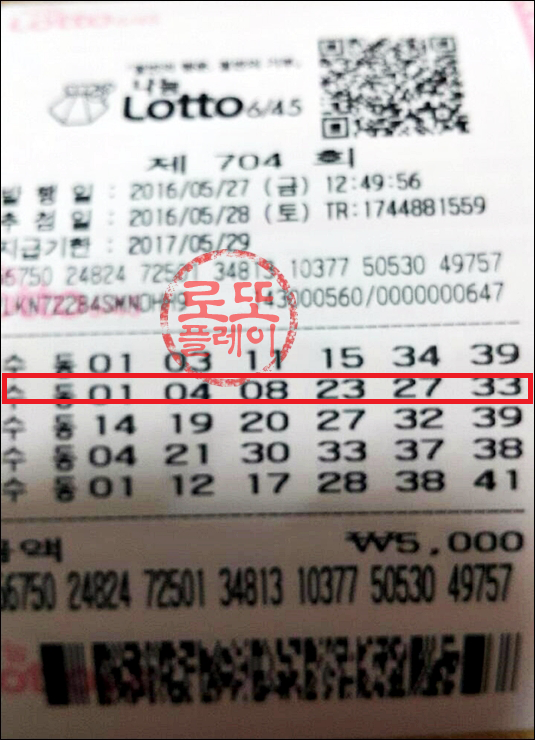 나눔
Lotto 6/45
제 704 회
발 행 일 : 2016/05/27 (금) 12:49:56
추 첨 일 : 2016/05/28 (토) TR:1744881559
지급기한 : 2017/05/29
66750 24824 72501 34813 10377 50530 49757
/0000000647
로또
플레이
수 동 01 03 11 15 34 39
수 동 01 04 08 23 27 33
수 동 14 19 20 27 32 39
수 동 04 21 30 33 37 38
수 동 01 12 17 28 38 41
₩5,000
66750 24824 72501 34813 10377 50530 49757